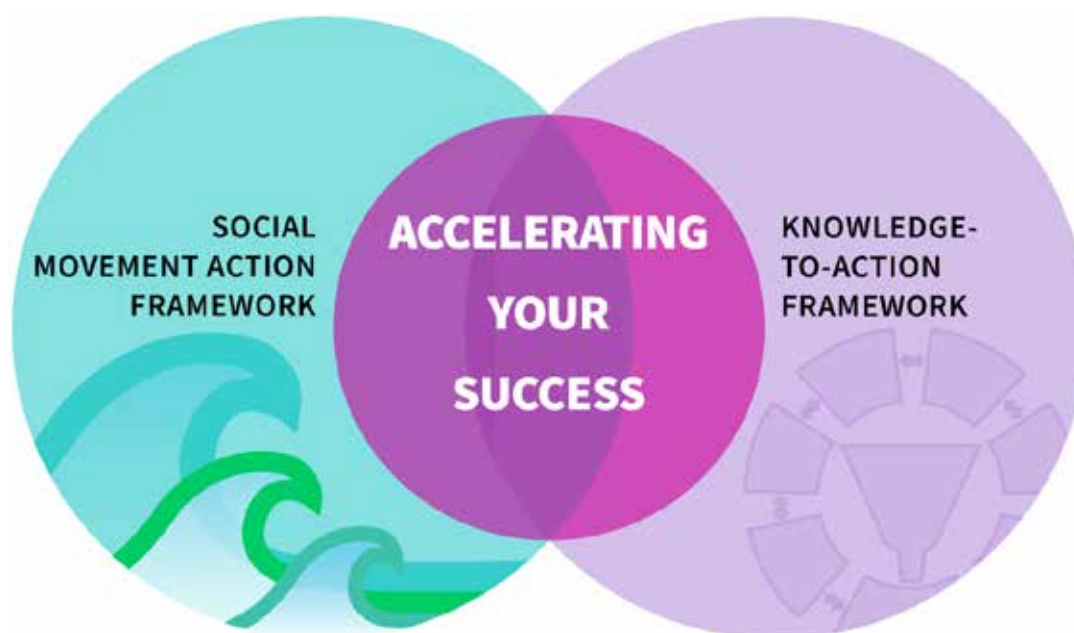 SOCIAL
MOVEMENT ACTION
FRAMEWORK
ACCELERATING
YOUR
SUCCESS
KNOWLEDGE-
TO-ACTION
FRAMEWORK